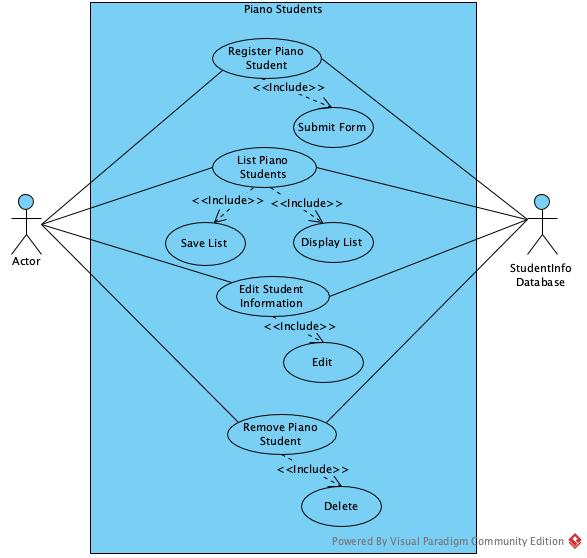 Piano Students
Register Piano
Student
<<Include>>
Submit Form
List Piano
Students
<<Include>>
<<Include>>
Save List
Display List
Actor
StudentInfo
Database
Edit Student
Information
<<Include>>
Edit
Remove Piano
Student
<<Include>>
Delete
Powered By Visual Paradigm Community Edition